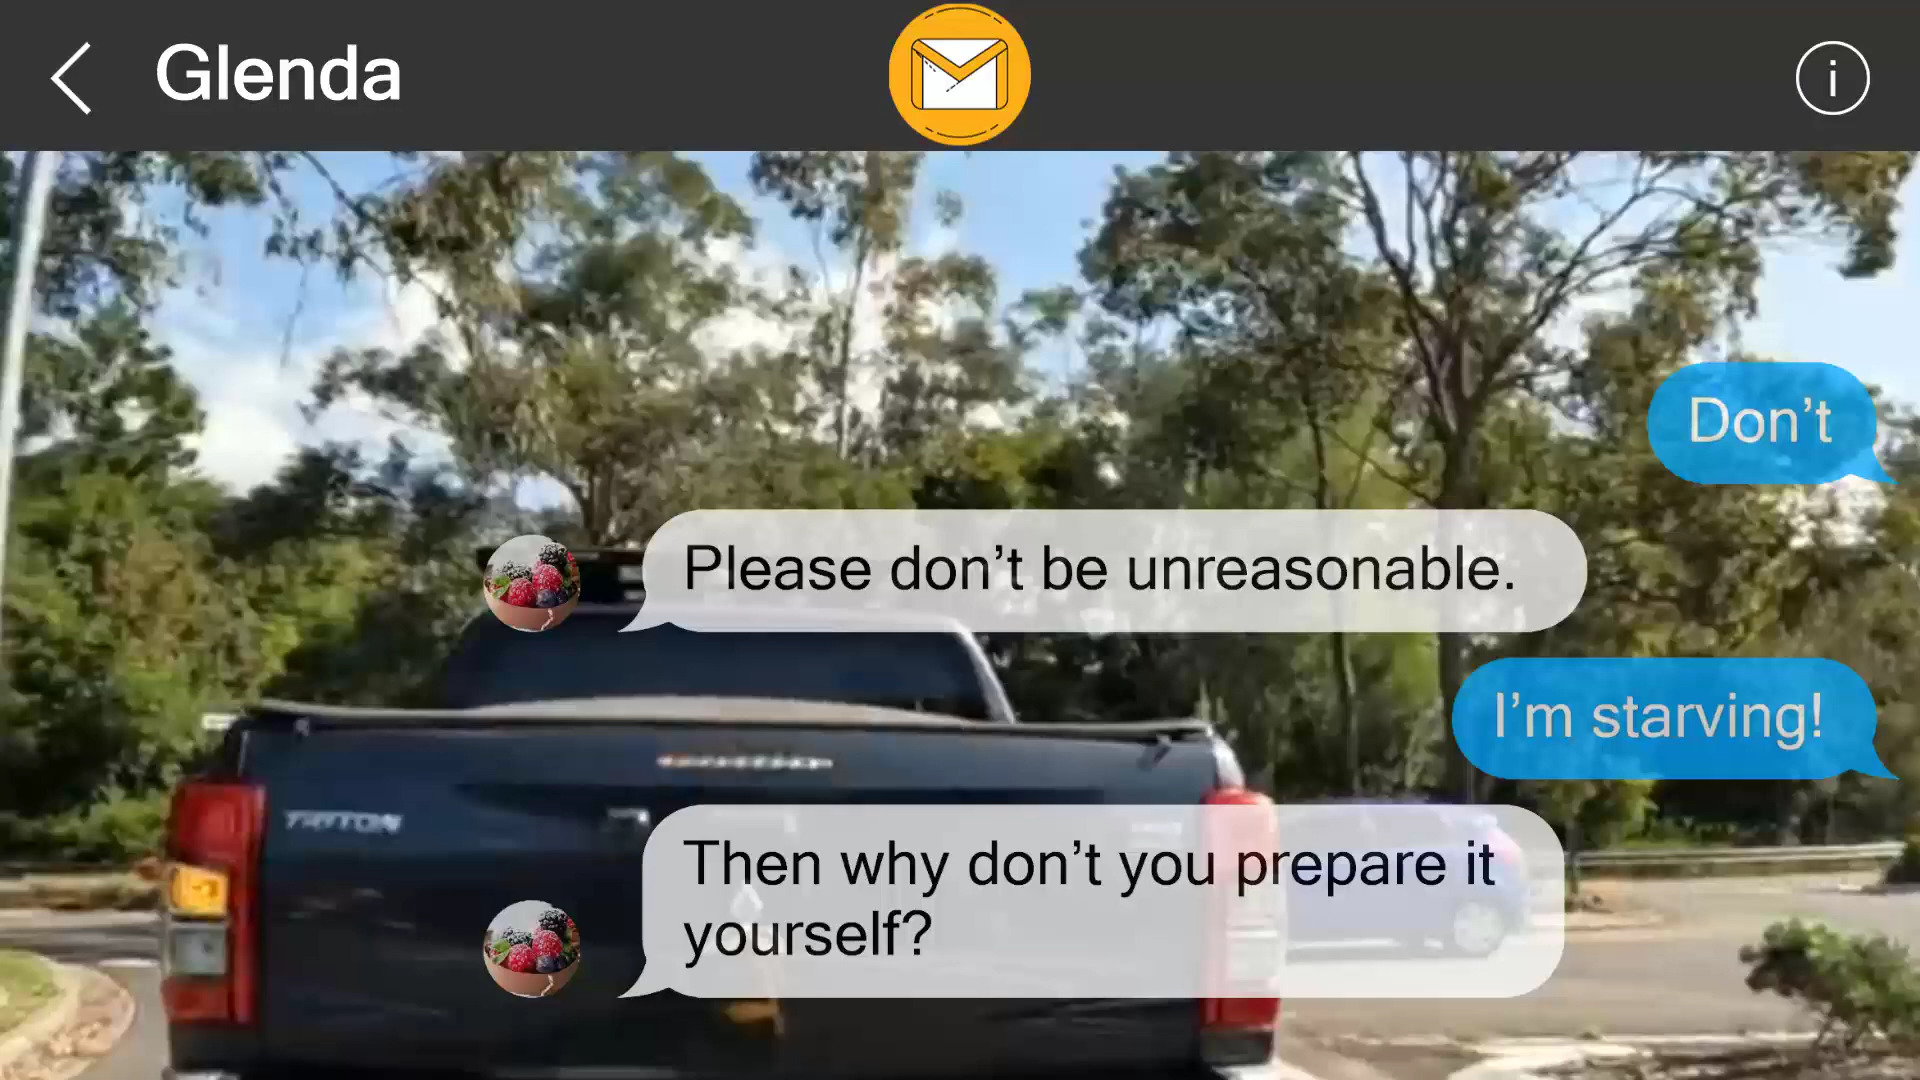 Glenda
Don’t
Please don’t be unreasonable.
I’m starving!
TRITON
Then why don’t you prepare it
yourself?